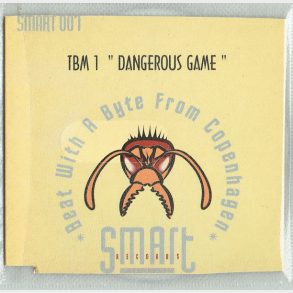 SMART 001
TBM 1 " DANGEROUS GAME "
* Beat With A Byte From Copenhagen *
SMART
RECORDS